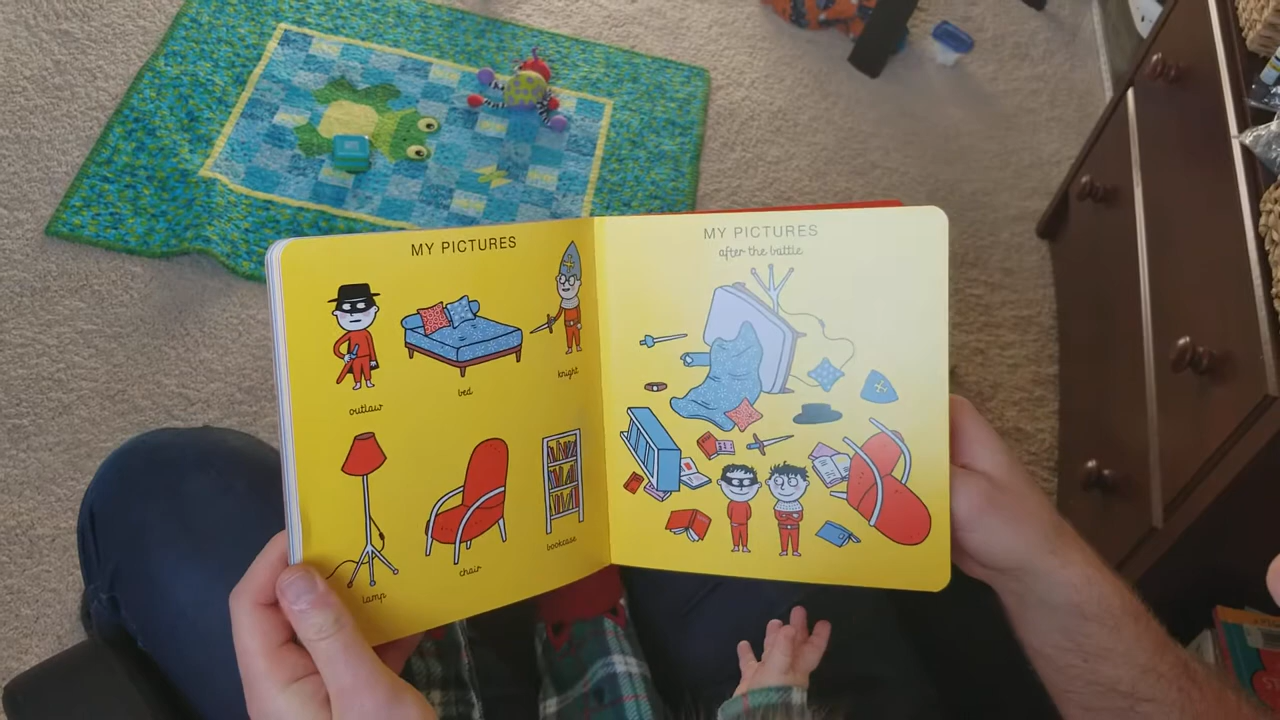 MY PICTURES
outlaw
bed
knight
lamp
chair
bookcase
MY PICTURES
after the battle